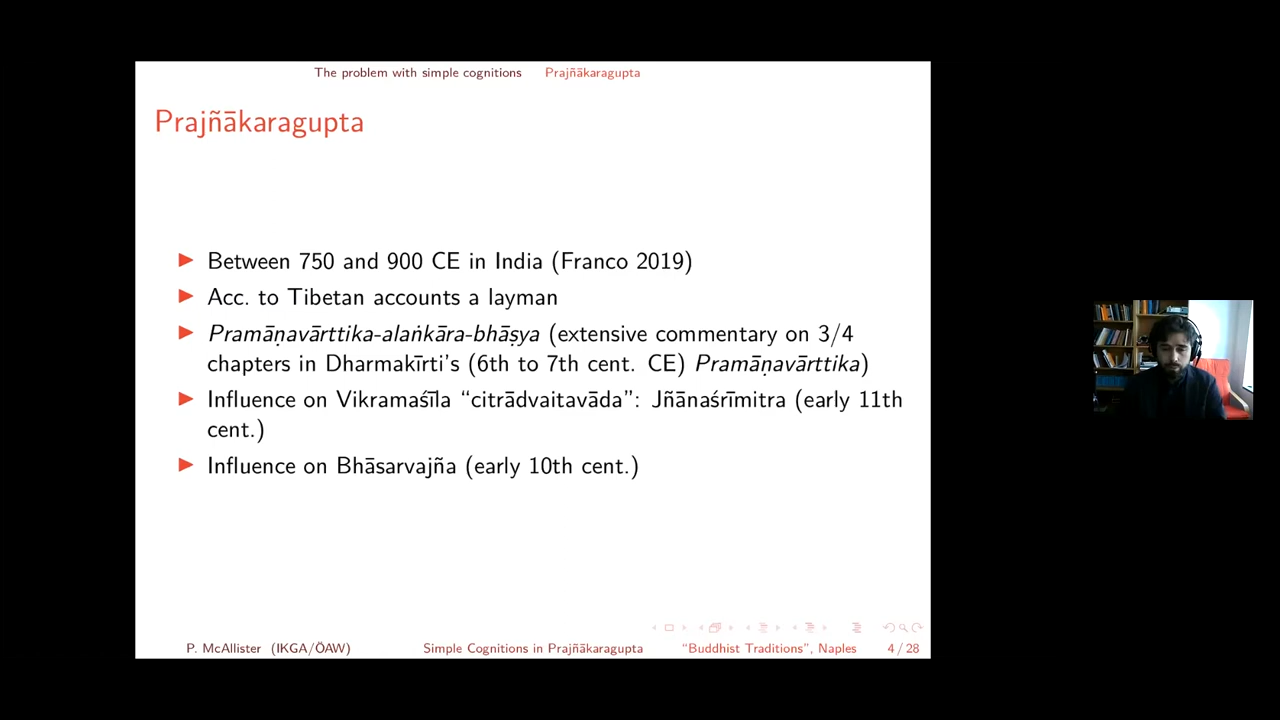 The problem with simple cognitions Prajñākaragupta
Prajñākaragupta
Between 750 and 900 CE in India (Franco 2019)
Acc. to Tibetan accounts a layman
Pramāṇavārttika-alaṅkāra-bhāṣya (extensive commentary on 3/4
chapters in Dharmakīrti's (6th to 7th cent. CE) Pramāṇavārttika)
Influence on Vikramaśīla “citrādvaitavāda”: Jñānaśrīmitra (early 11th
cent.)
Influence on Bhāsarvajña (early 10th cent.)
P. McAllister (IKGA/ÖAW) Simple Cognitions in Prajñākaragupta “Buddhist Traditions”, Naples 4 / 28